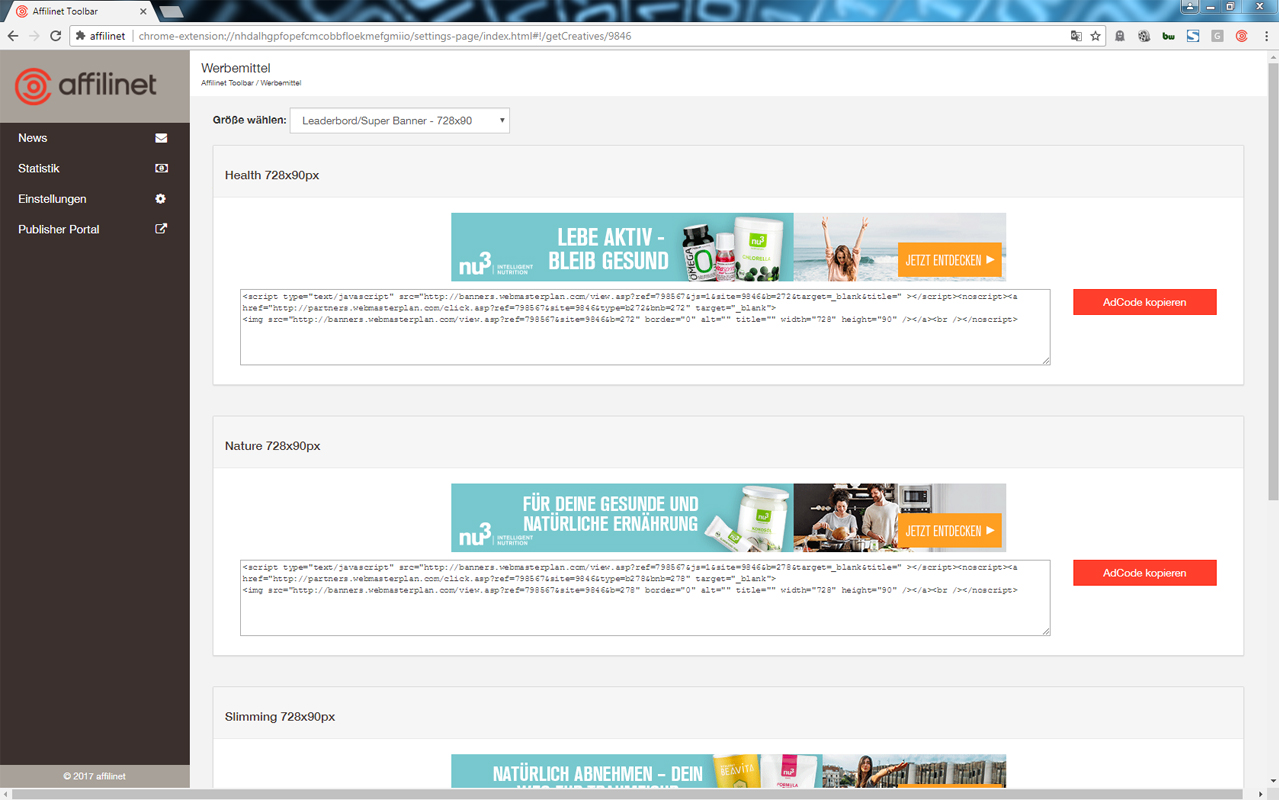 Affilinet Toolbar
affilinet
chrome-extension://nhdalhgpfopefcmcobbfloekmefgmiio/settings-page/index.html#!/getCreatives/9846
affilinet
News
Statistik
Einstellungen
Publisher Portal
© 2017 affilinet
Werbemittel
Affilinet Toolbar / Werbemittel
Größe wählen: Leaderbord/Super Banner - 728x90
Health 728x90px
LEBE AKTIV -
BLEIB GESUND
nu3 INTELLIGENT
NUTRITION
OMEGA
nu3
CHLORELLA
JETZT ENTDECKEN
<script type="text/javascript" src="http://banners.webmasterplan.com/view.asp?ref=798567&js=1&site=9846&b=272&target=_blank&title=" ></script><noscript><a
href="http://partners.webmasterplan.com/click.asp?ref=798567&site=9846&type=b272&bnb=272" target="_blank">
<img src="http://banners.webmasterplan.com/view.asp?ref=798567&site=9846&b=272" border="0" alt="" title="" width="728" height="90" /></a><br /></noscript>
AdCode kopieren
Nature 728x90px
FÜR DEINE GESUNDE UND
NATÜRLICHE ERNÄHRUNG
nu3 INTELLIGENT
NUTRITION
nu3
JETZT ENTDECKEN
<script type="text/javascript" src="http://banners.webmasterplan.com/view.asp?ref=798567&js=1&site=9846&b=278&target=_blank&title=" ></script><noscript><a
href="http://partners.webmasterplan.com/click.asp?ref=798567&site=9846&type=b278&bnb=278" target="_blank">
<img src="http://banners.webmasterplan.com/view.asp?ref=798567&site=9846&b=278" border="0" alt="" title="" width="728" height="90" /></a><br /></noscript>
AdCode kopieren
Slimming 728x90px
NATÜRLICH ABNEHMEN – DEIN
BEAVITA
nu3
FORMULA